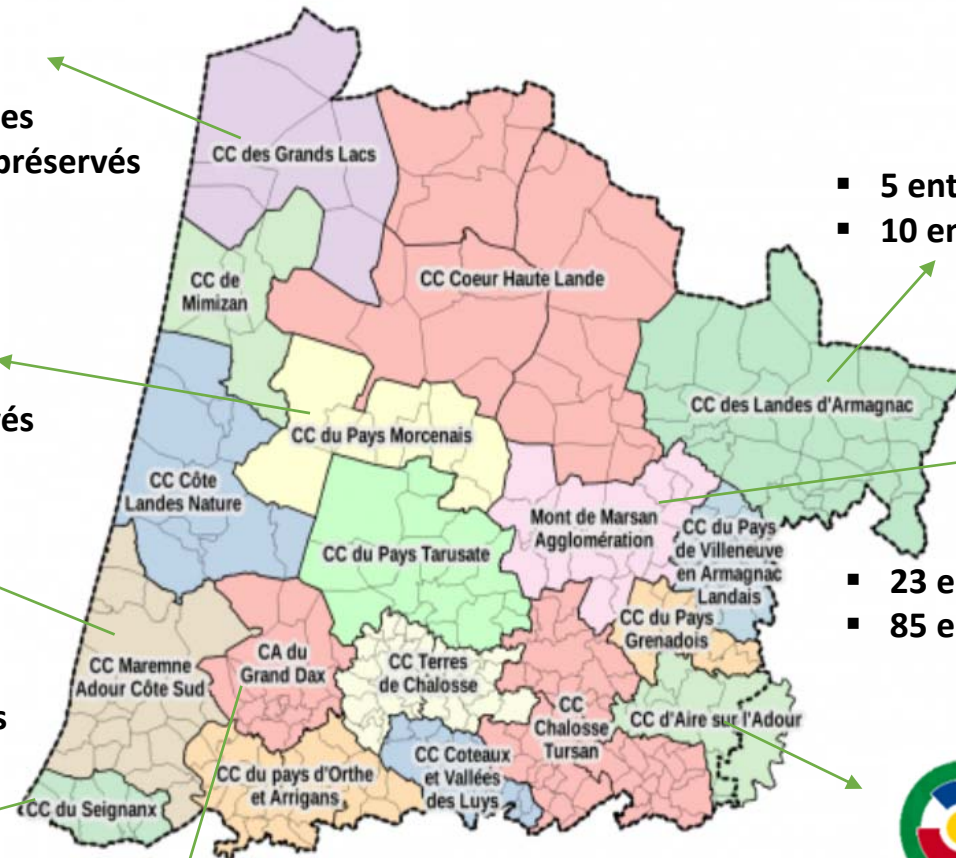 es
préservés
CC des Grands Lacs
▪ 5 ent
▪ 10 en
CC Coeur Haute Lande
CC de
Mimizan
CC des Landes d'Armagnac
és
CC du Pays Morcenais
CC Côte
Landes Nature
Mont de Marsan
Agglomération
CC du Pays
de Villeneuve
en Armagnac
Landais
CC du Pays Tarusate
▪ 23 e
▪ 85 e
CC du Pays
Grenadois
CC Maremne
Adour Côte Sud
CA du
Grand Dax
CC Terres
de Chalosse
s
CC
Chalosse
Tursan
CC d'Aire sur l'Adour
CC du pays d'Orthe
et Arrigans
CC Coteaux
et Vallées
des Luys
CC du Seignanx